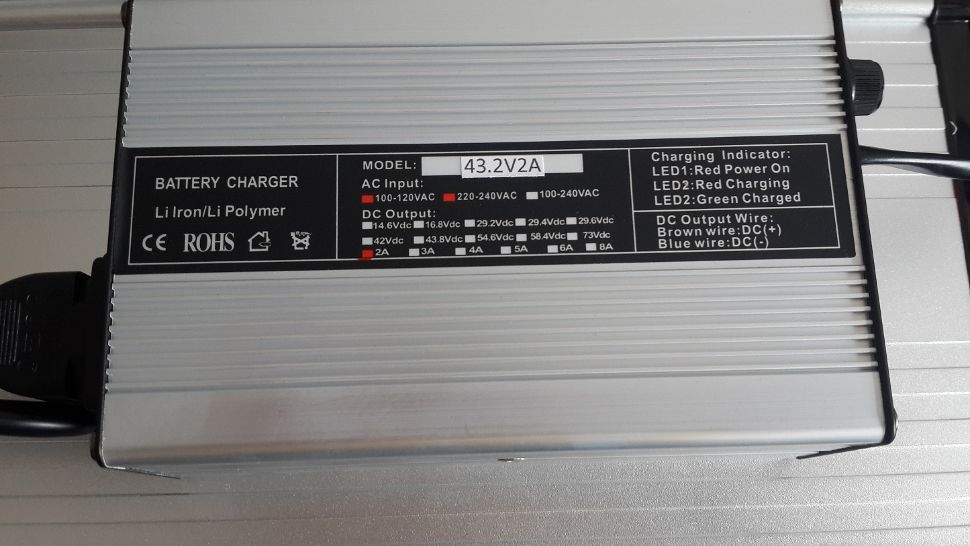 BATTERY CHARGER
Li Iron/Li Polymer
CE ROHS
MODEL: 43.2V2A
AC Input:
100-120VAC 220-240VAC 100-240VAC
DC Output:
14.6Vdc 16.8Vdc 29.2Vdc 29.4Vdc 29.6Vdc
42Vdc 43.8Vdc 54.6Vdc 58.4Vdc 73Vdc
2A 3A 4A 5A 6A 8A
Charging Indicator:
LED1:Red Power On
LED2:Red Charging
LED2:Green Charged
DC Output Wire:
Brown wire:DC(+)
Blue wire:DC(-)